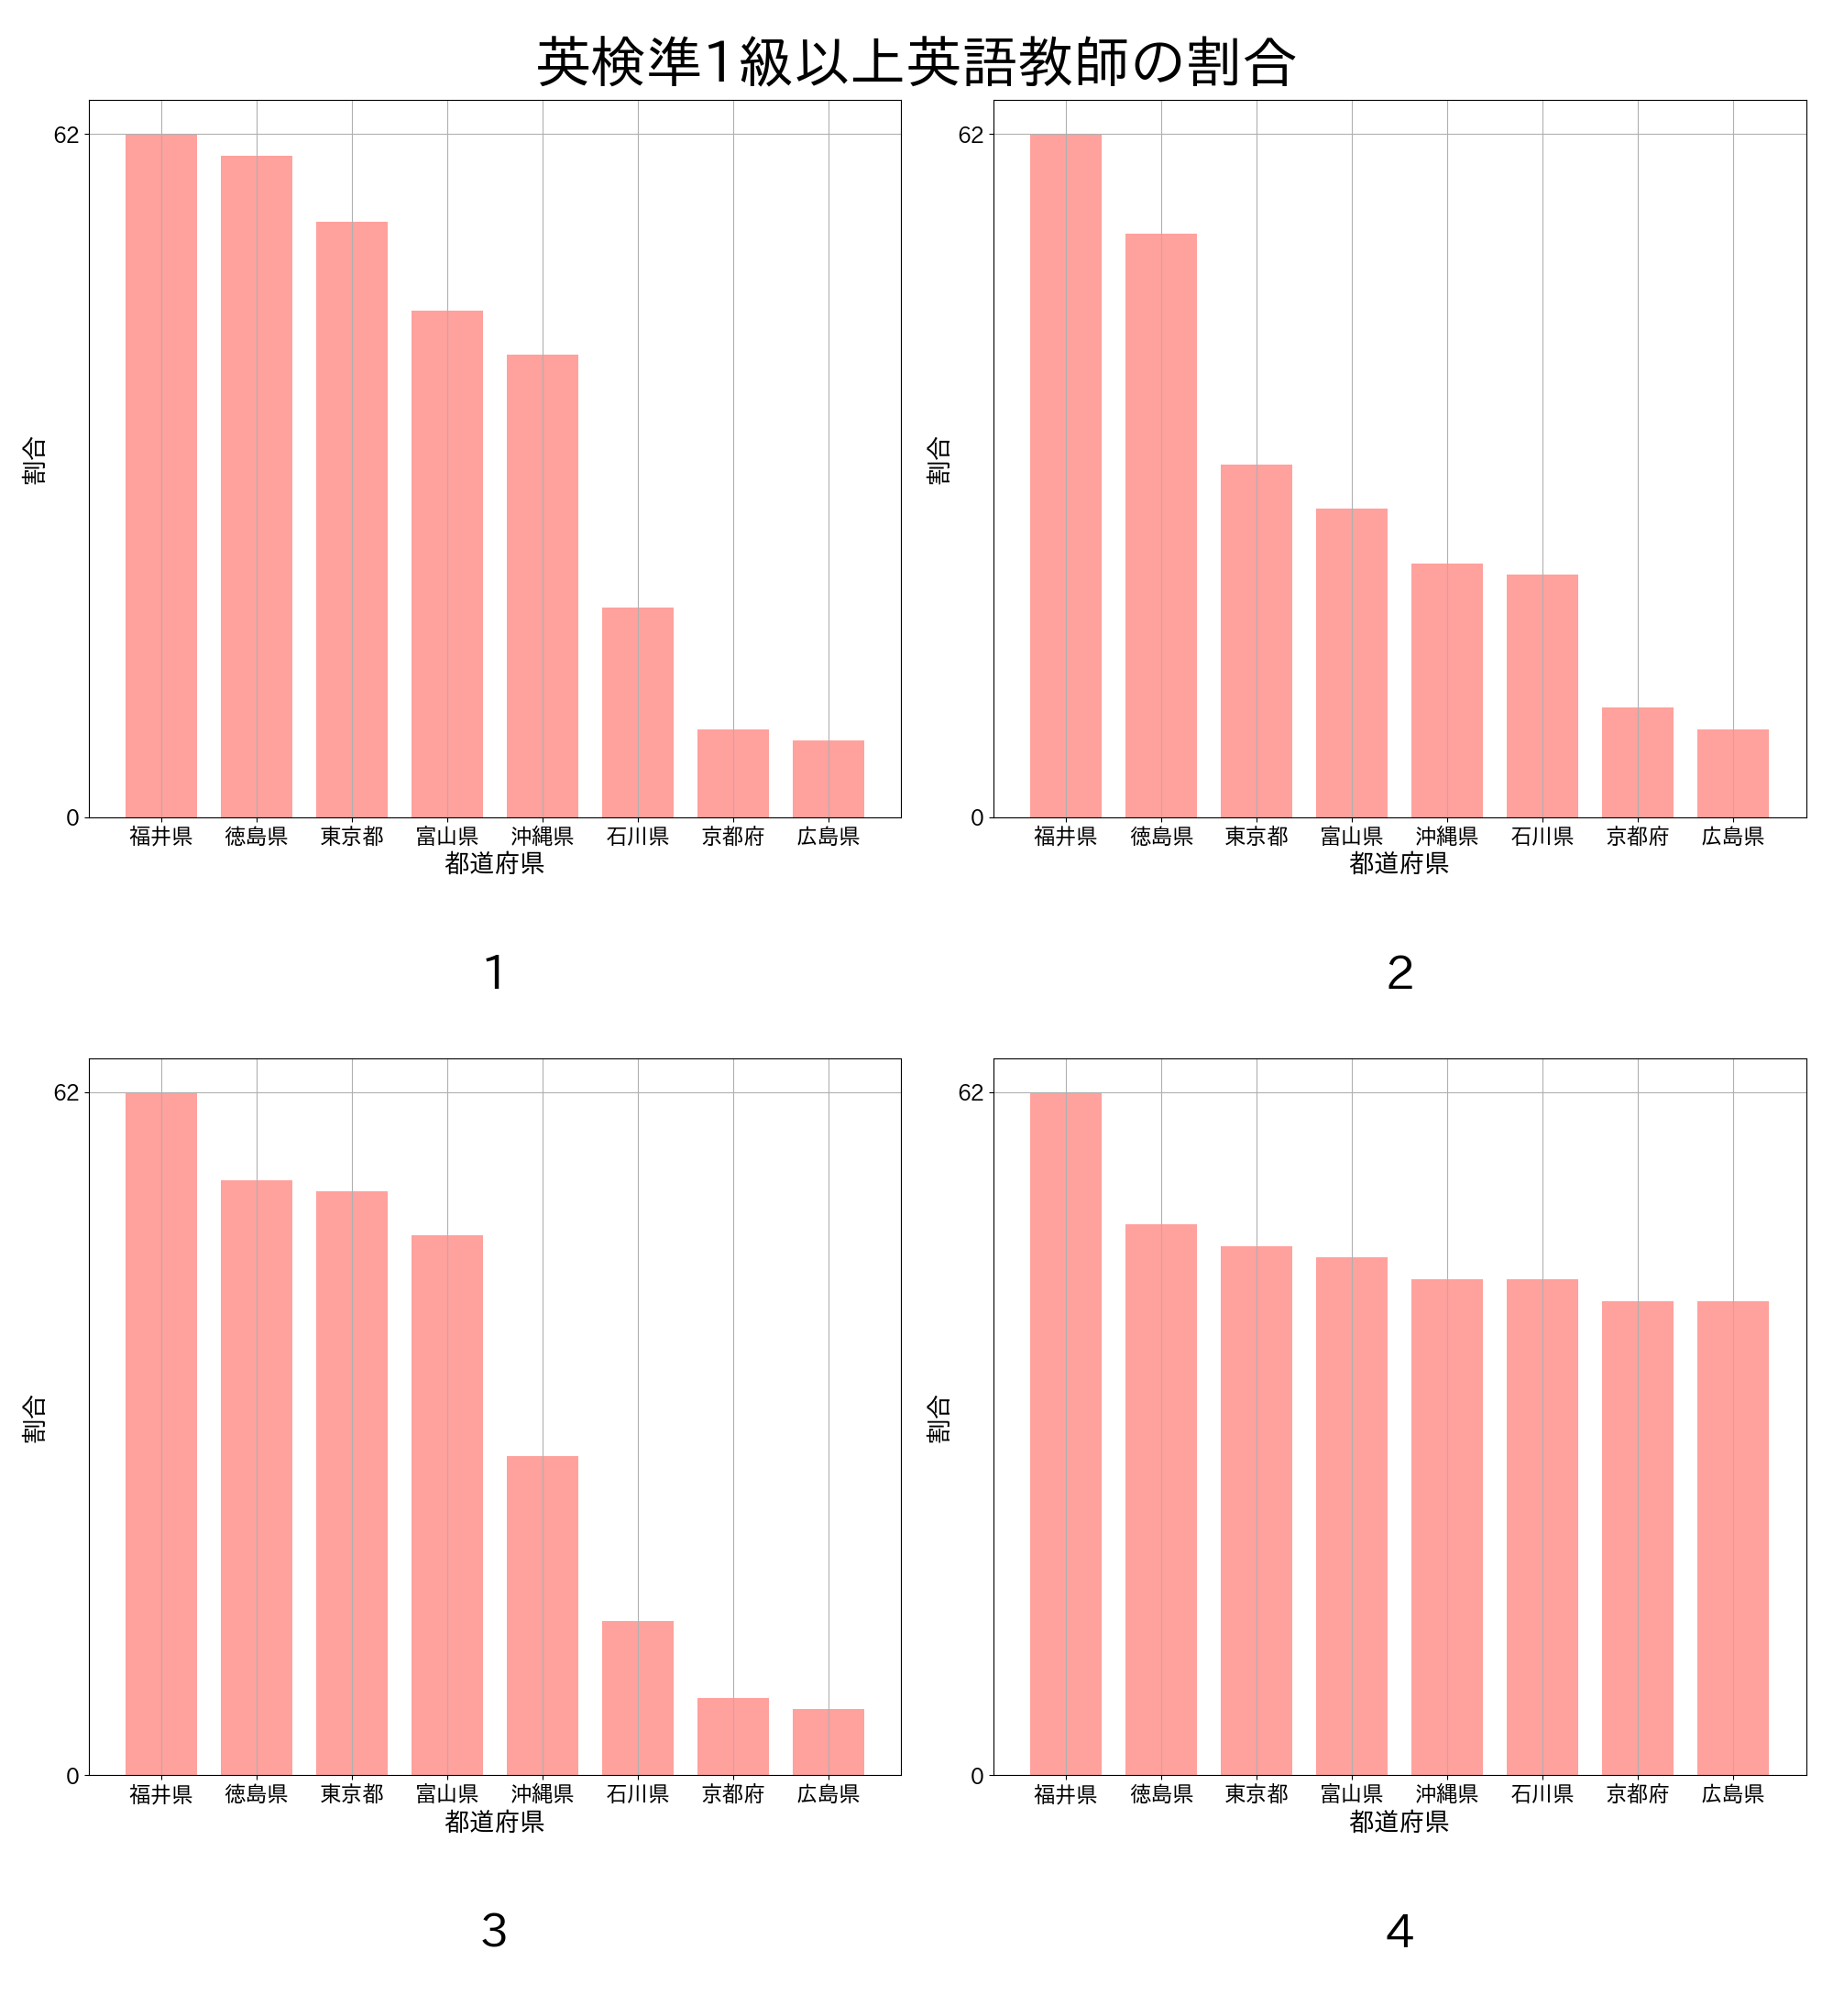 英検準1級以上英語教師の割合
62
0
割合
福井県 徳島県 東京都 富山県 沖縄県 石川県 京都府 広島県
都道府県
1
62
0
割合
福井県 徳島県 東京都 富山県 沖縄県 石川県 京都府 広島県
都道府県
2
62
0
割合
福井県 徳島県 東京都 富山県 沖縄県 石川県 京都府 広島県
都道府県
3
62
0
割合
福井県 徳島県 東京都 富山県 沖縄県 石川県 京都府 広島県
都道府県
4